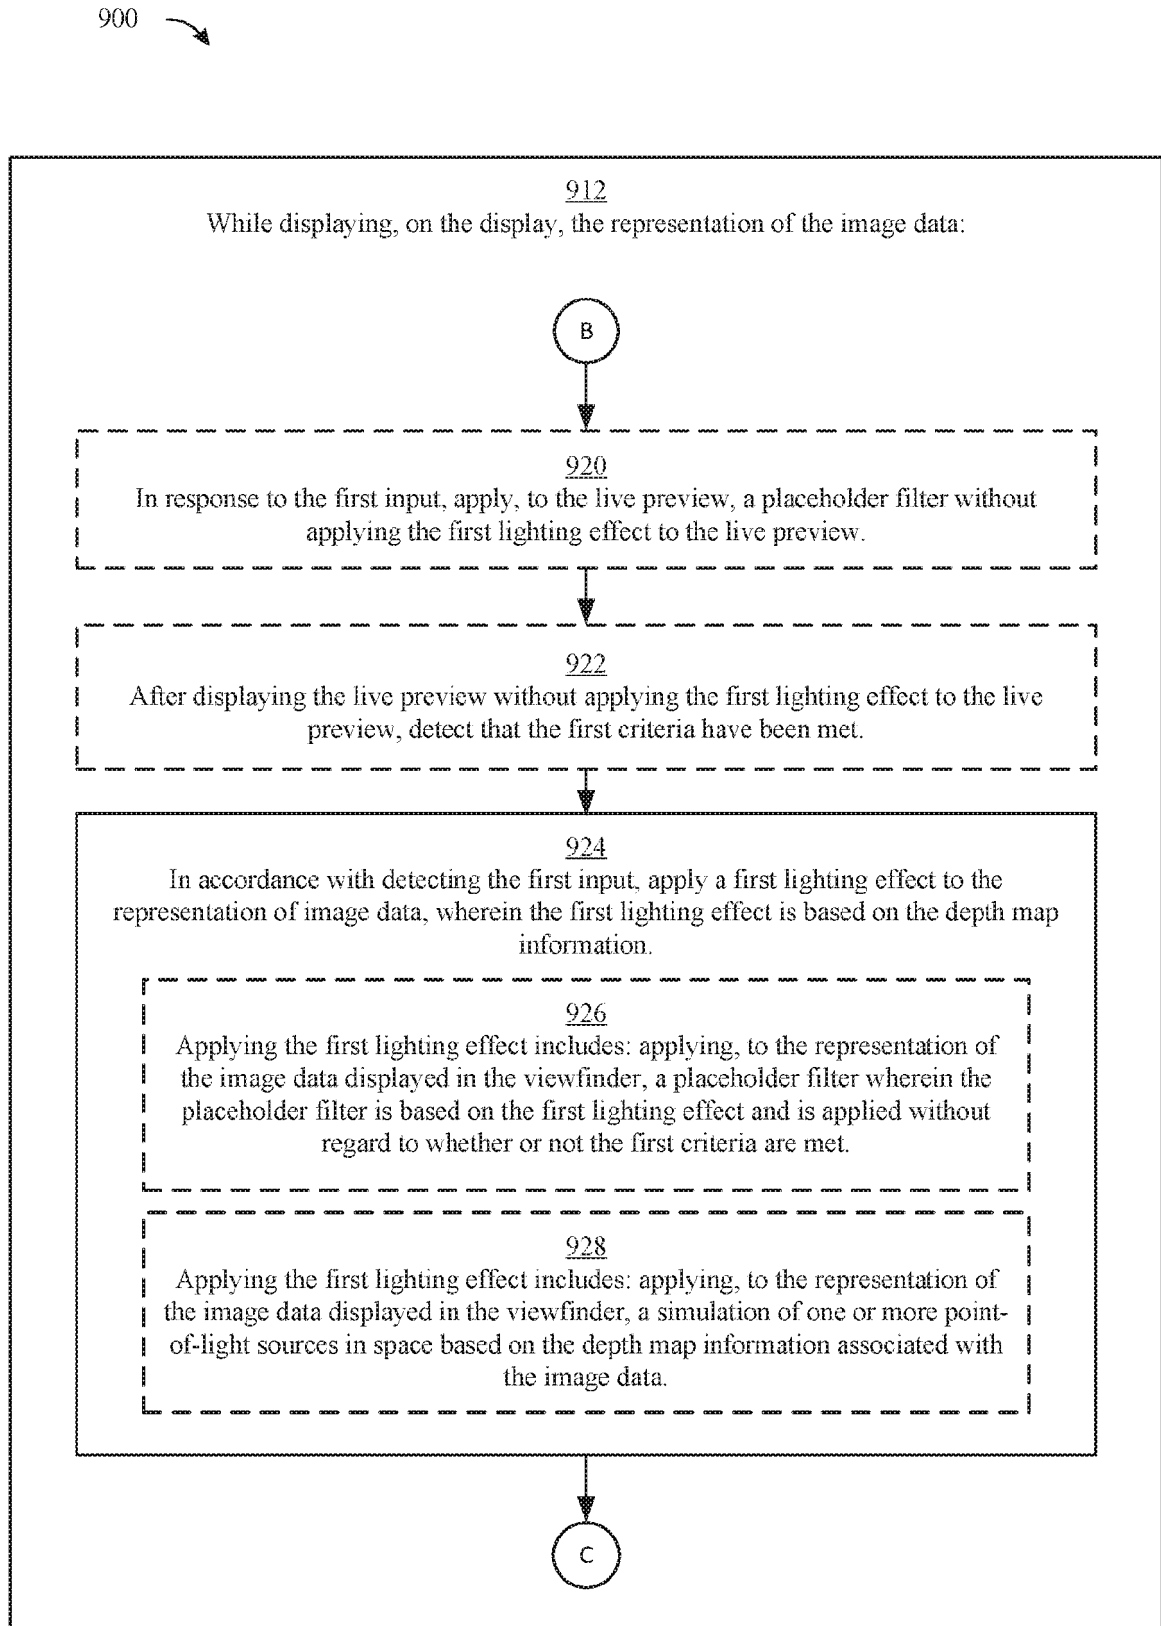 900
912
While displaying, on the display, the representation of the image data:
B
920
In response to the first input, apply, to the live preview, a placeholder filter without
applying the first lighting effect to the live preview.
922
After displaying the live preview without applying the first lighting effect to the live
preview, detect that the first criteria have been met.
924
In accordance with detecting the first input, apply a first lighting effect to the
representation of image data, wherein the first lighting effect is based on the depth map
information.
926
Applying the first lighting effect includes: applying, to the representation of
the image data displayed in the viewfinder, a placeholder filter wherein the
placeholder filter is based on the first lighting effect and is applied without
regard to whether or not the first criteria are met.
928
Applying the first lighting effect includes: applying, to the representation of
the image data displayed in the viewfinder, a simulation of one or more point-
of-light sources in space based on the depth map information associated with
the image data.
C